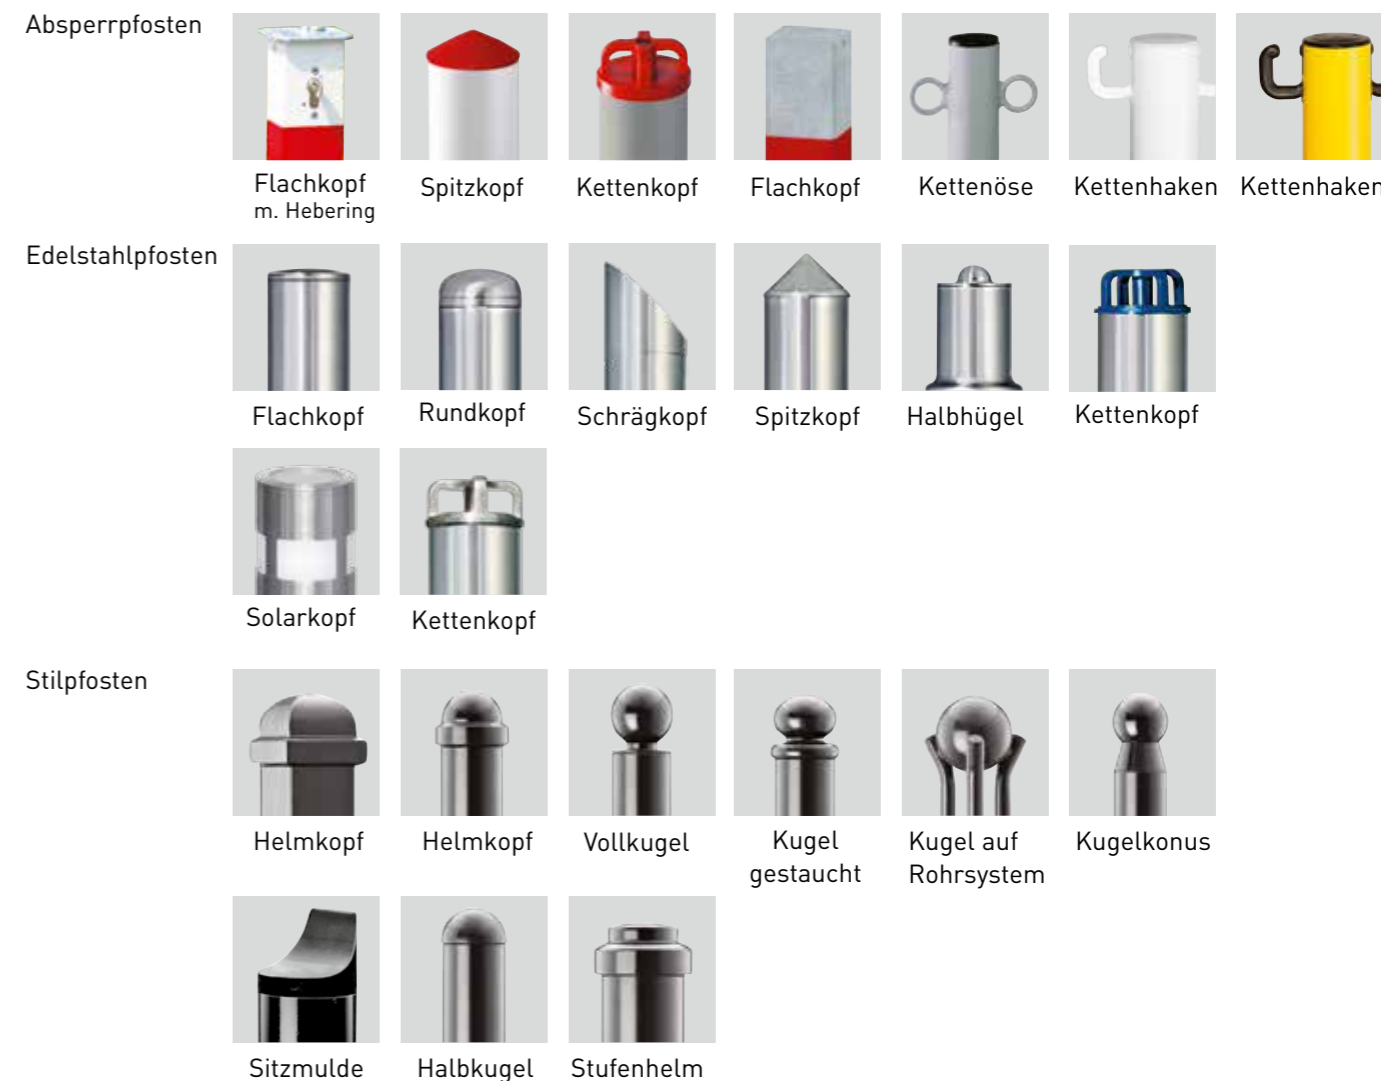 Absperrpfosten
Flachkopf
m. Hebering
Spitzkopf
Kettenkopf
Flachkopf
Kettenöse
Kettenhaken
Kettenhaken
Edelstahlpfosten
Flachkopf
Rundkopf
Schrägkopf
Spitzkopf
Halbhügel
Kettenkopf
Solarkopf
Kettenkopf
Stilpfosten
Helmkopf
Helmkopf
Vollkugel
Kugel
gestaucht
Kugel auf
Rohrsystem
Kugelkonus
Sitzmulde
Halbkugel
Stufenhelm